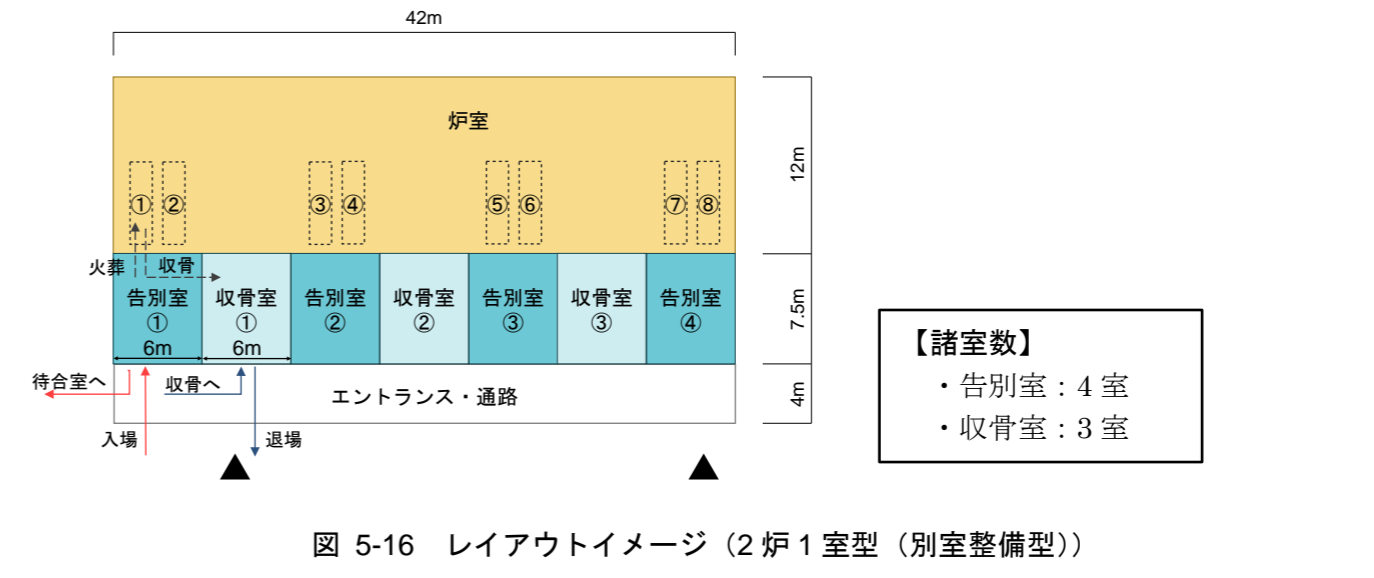 42m
炉室
12m
① ② ③ ④ ⑤ ⑥ ⑦ ⑧
火葬 収骨
告別室 収骨室 告別室 収骨室 告別室 収骨室 告別室
① ① ② ② ③ ③ ④
6m 6m
7.5m
待合室へ 収骨へ エントランス・通路
4m
入場 退場
【諸室数】
・告別室：4 室
・収骨室：3 室
図 5-16 レイアウトイメージ（2 炉 1 室型（別室整備型））